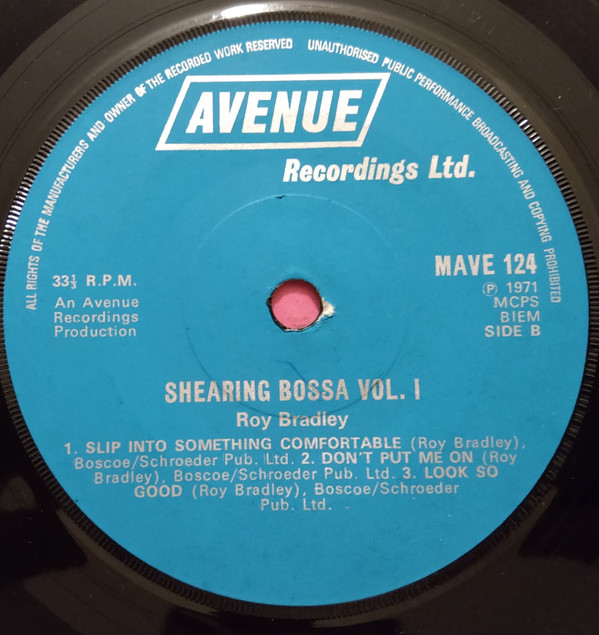 ALL RIGHTS OF THE MANUFACTURERS AND OWNER OF THE RECORDED WORK RESERVED UNAUTHORISED PUBLIC PERFORMANCE BROADCASTING AND COPYING PROHIBITED
AVENUE
Recordings Ltd.
33⅓ R.P.M.
An Avenue
Recordings
Production
MAVE 124
Ⓟ 1971
MCPS
BIEM
SIDE B
SHEARING BOSSA VOL. I
Roy Bradley
1. SLIP INTO SOMETHING COMFORTABLE (Roy Bradley),
Boscoe/Schroeder Pub. Ltd. 2. DON'T PUT ME ON (Roy
Bradley), Boscoe/Schroeder Pub. Ltd. 3. LOOK SO
GOOD (Roy Bradley), Boscoe/Schroeder
Pub. Ltd.